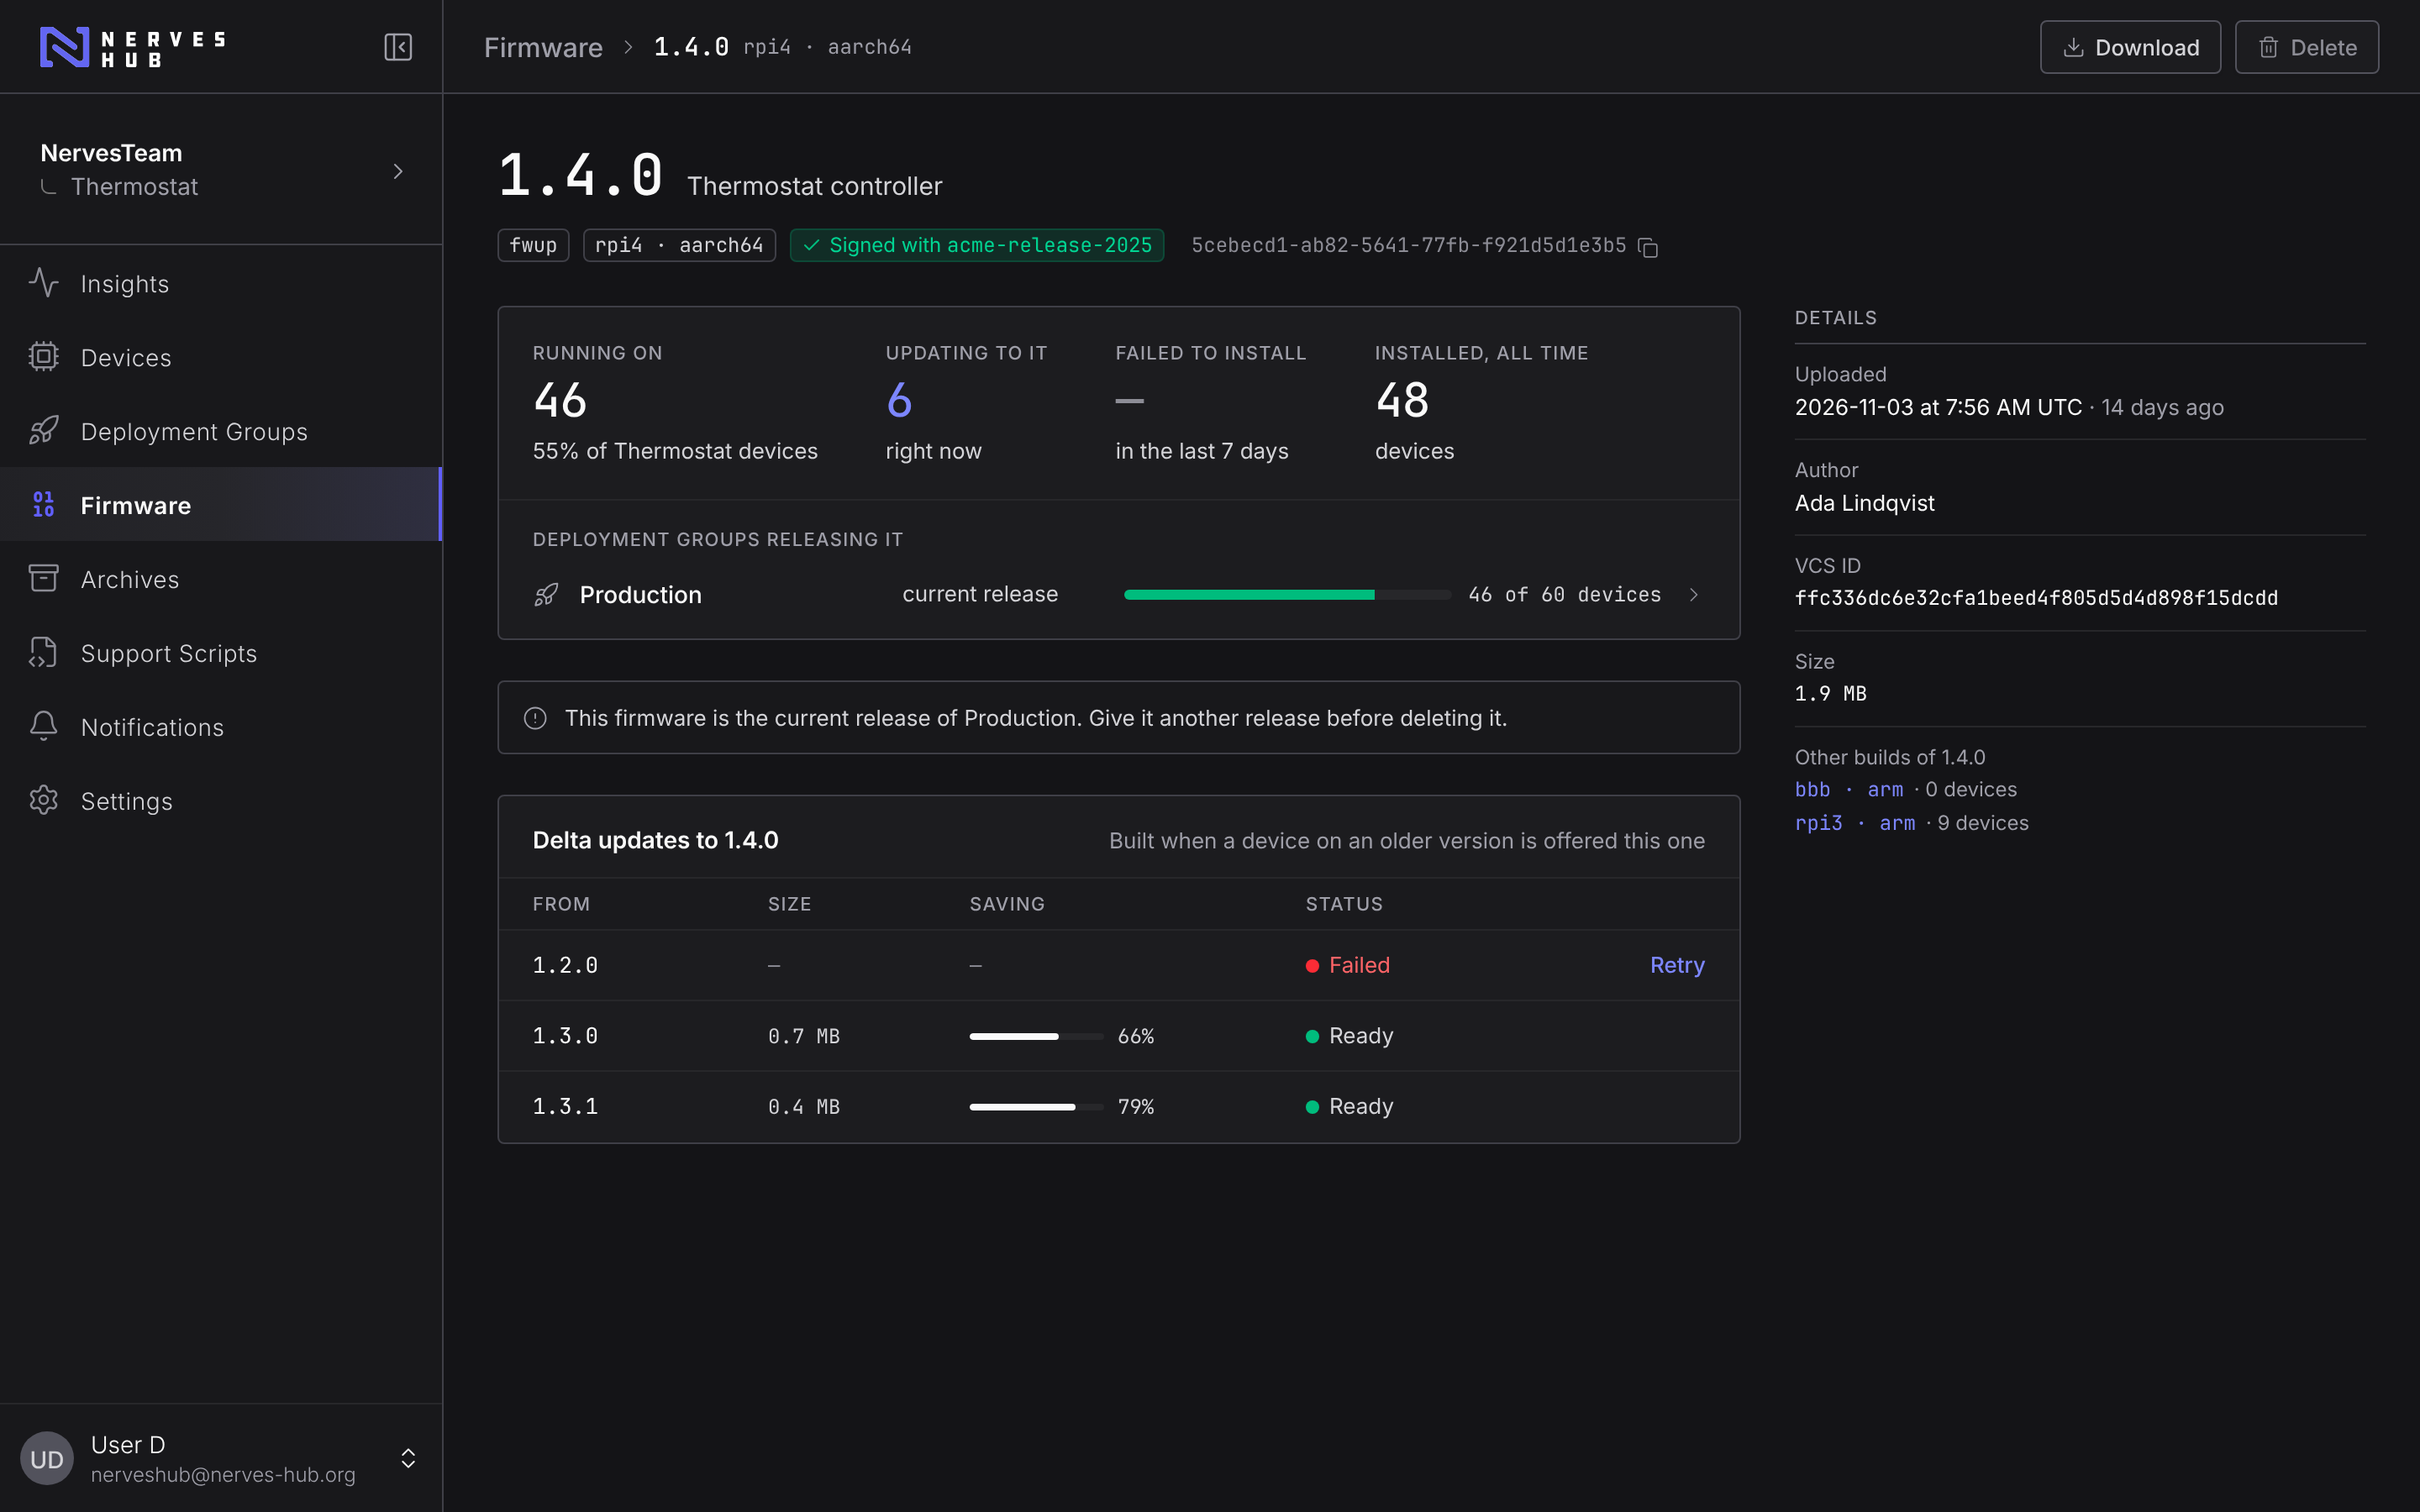 NERVES
HUB
Firmware
1.4.0 rpi4 · aarch64
Download
Delete
NervesTeam
Thermostat
Insights
Devices
Deployment Groups
01
10
Firmware
Archives
Support Scripts
Notifications
Settings
UD
User D
nerveshub@nerves-hub.org
1.4.0 Thermostat controller
fwup
rpi4 · aarch64
Signed with acme-release-2025
5cebecd1-ab82-5641-77fb-f921d5d1e3b5
RUNNING ON
46
55% of Thermostat devices
UPDATING TO IT
6
right now
FAILED TO INSTALL
—
in the last 7 days
INSTALLED, ALL TIME
48
devices
DEPLOYMENT GROUPS RELEASING IT
Production current release 46 of 60 devices
This firmware is the current release of Production. Give it another release before deleting it.
Delta updates to 1.4.0 Built when a device on an older version is offered this one
FROM SIZE SAVING STATUS
1.2.0 — — Failed Retry
1.3.0 0.7 MB 66% Ready
1.3.1 0.4 MB 79% Ready
DETAILS
Uploaded
2026-11-03 at 7:56 AM UTC · 14 days ago
Author
Ada Lindqvist
VCS ID
ffc336dc6e32cfa1beed4f805d5d4d898f15dcdd
Size
1.9 MB
Other builds of 1.4.0
bbb · arm · 0 devices
rpi3 · arm · 9 devices